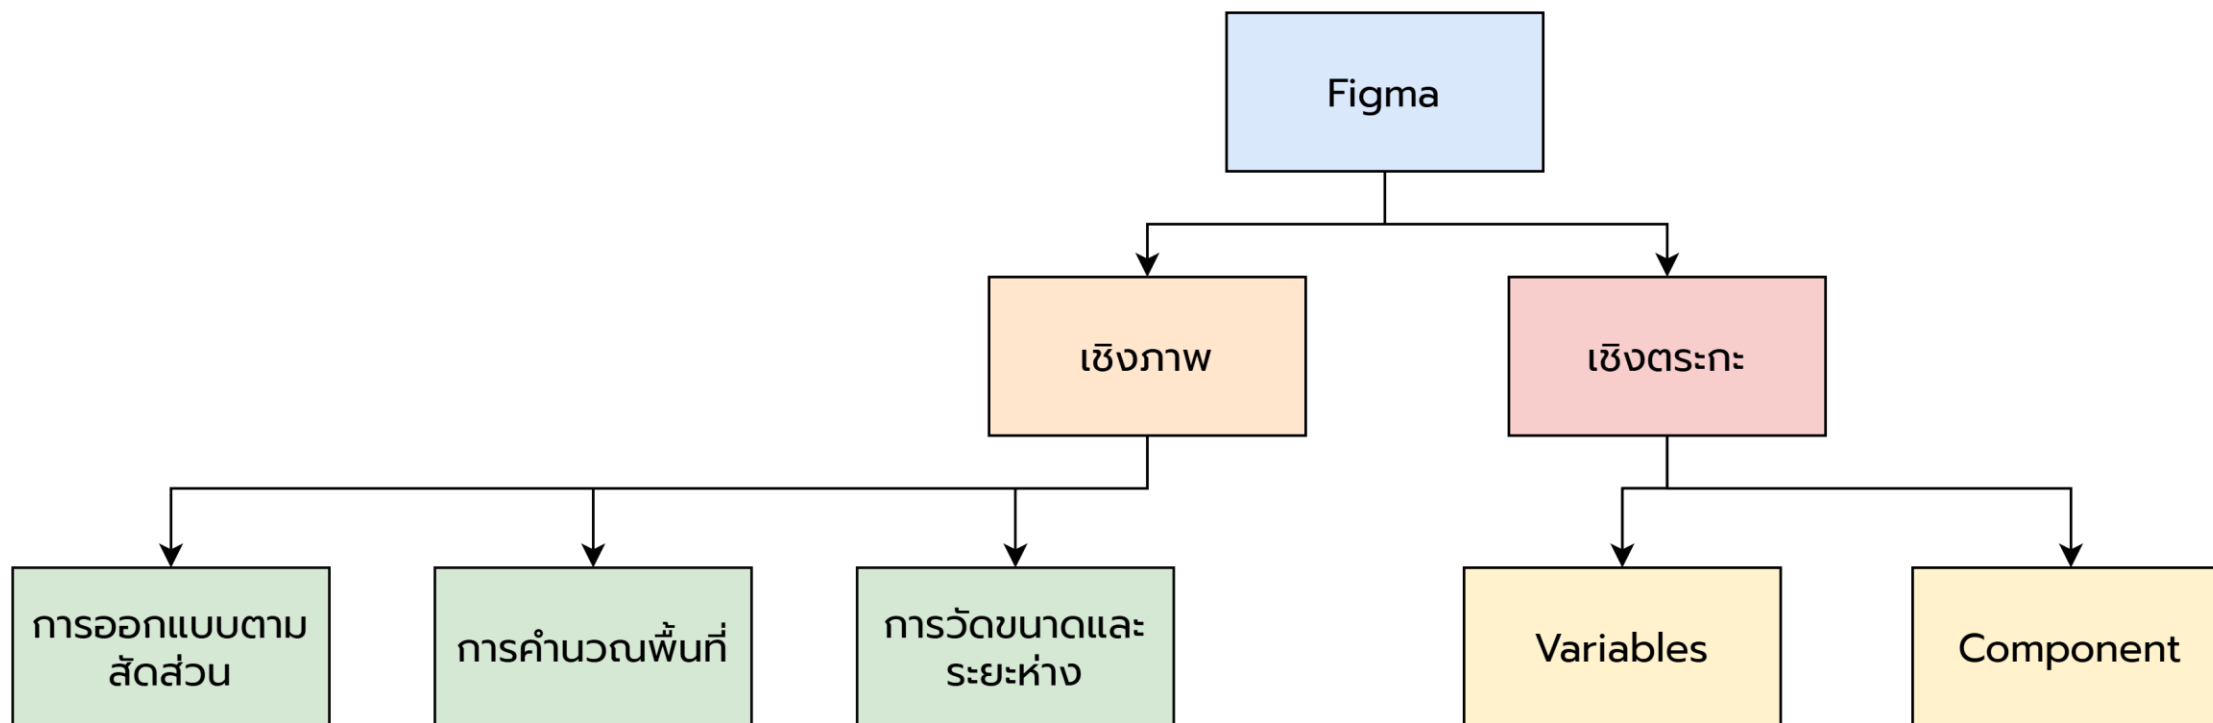 Figma
เชิงภาพ
เชิงตระกะ
การออกแบบตาม
สัดส่วน
การคำนวณพื้นที่
การวัดขนาดและ
ระยะห่าง
Variables
Component